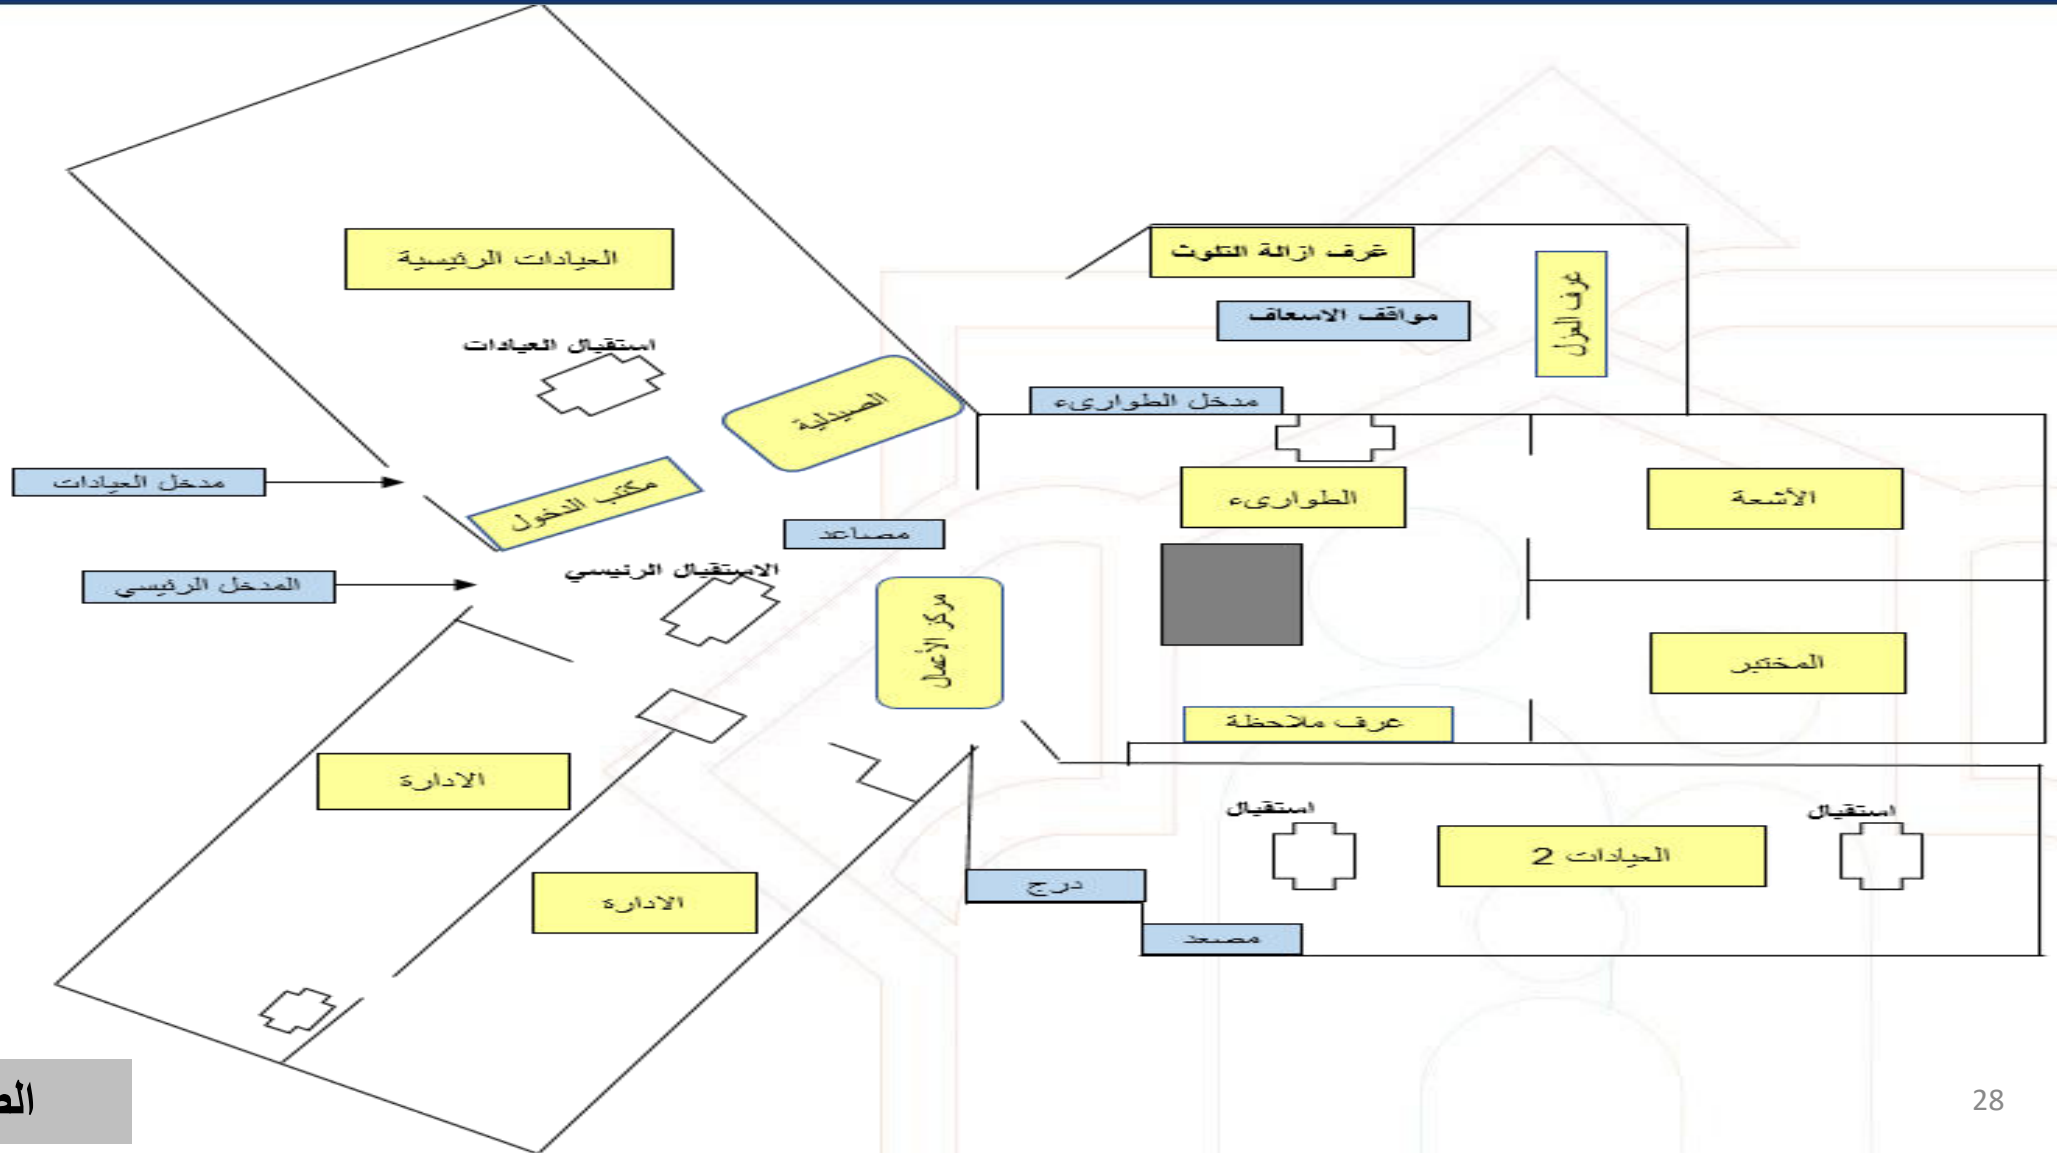 العيادات الرئيسية
غرف ازالة التلوث
غرف العزل
مواقف الاسعاف
استقبال العيادات
الصيدلية
مدخل الطوارىء
مدخل العيادات
مكتب الدخول
الطوارىء
الأشعة
مصاعد
المدخل الرئيسي
الاستقبال الرئيسي
مركز الأعمال
المختبر
غرف ملاحظة
الادارة
استقبال
استقبال
العيادات 2
درج
الادارة
مصعد
28